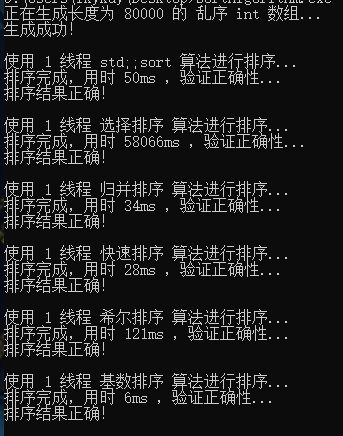 正在生成长度为 80000 的 乱序 int 数组...
生成成功!
使用 1 线程 std;;sort 算法进行排序...
排序完成，用时 50ms ，验证正确性...
排序结果正确!
使用 1 线程 选择排序 算法进行排序...
排序完成，用时 58066ms ，验证正确性...
排序结果正确!
使用 1 线程 归并排序 算法进行排序...
排序完成，用时 34ms ，验证正确性...
排序结果正确!
使用 1 线程 快速排序 算法进行排序...
排序完成，用时 28ms ，验证正确性...
排序结果正确!
使用 1 线程 希尔排序 算法进行排序...
排序完成，用时 121ms ，验证正确性...
排序结果正确!
使用 1 线程 基数排序 算法进行排序...
排序完成，用时 6ms ，验证正确性...
排序结果正确!